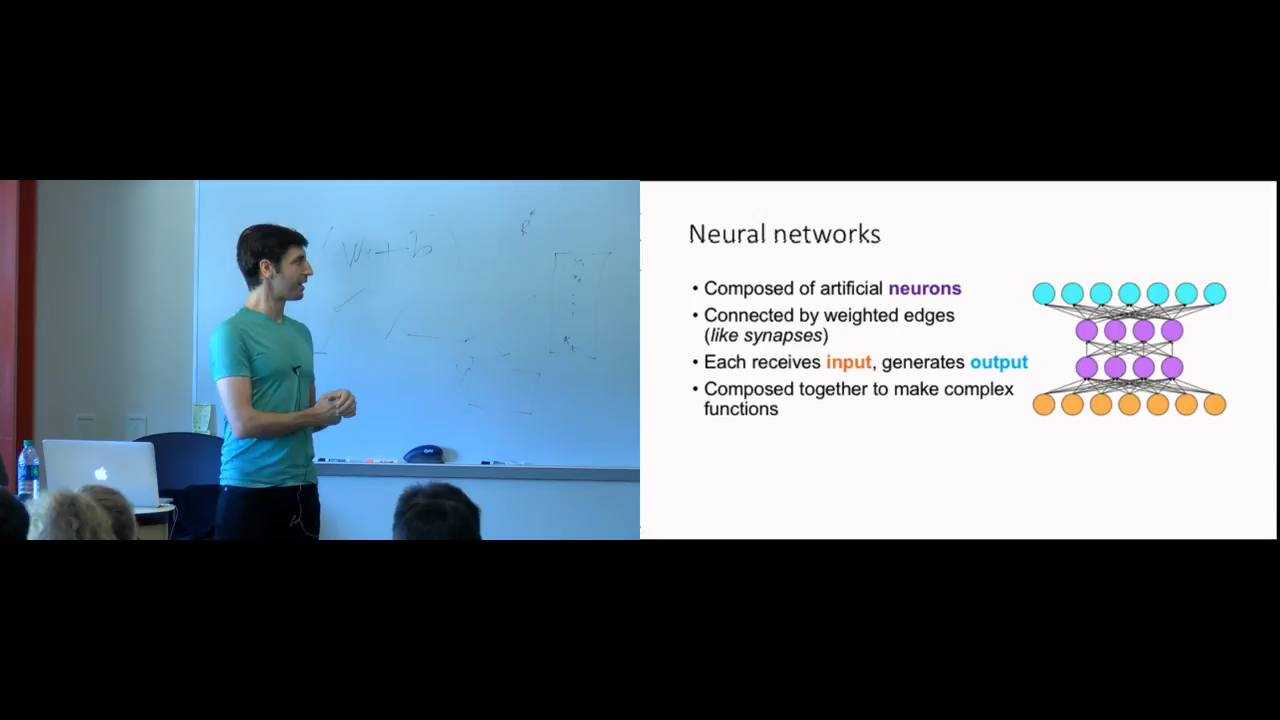 Wx + b
Neural networks
• Composed of artificial neurons
• Connected by weighted edges
(like synapses)
• Each receives input, generates output
• Composed together to make complex
functions